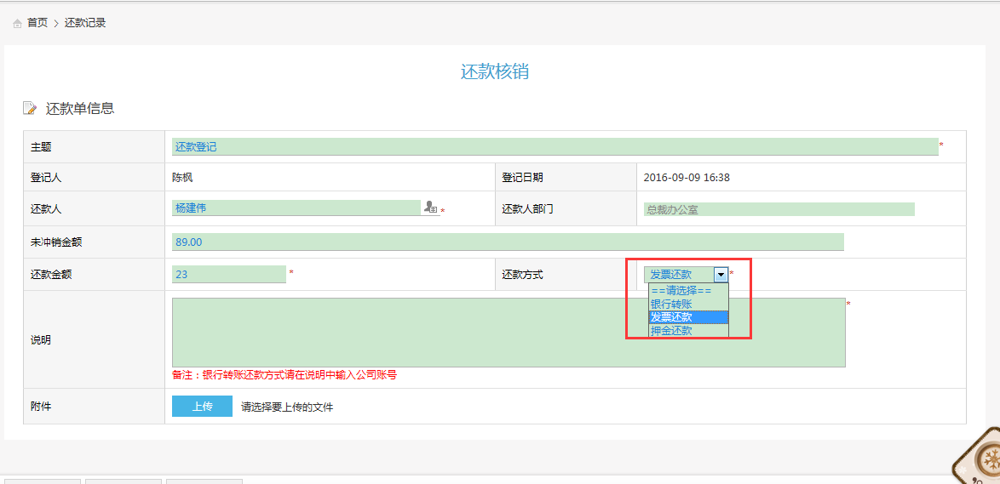 首页 > 还款记录
还款核销
还款单信息
主题 还款登记 *
登记人 陈枫 登记日期 2016-09-09 16:38
还款人 杨建伟 * 还款人部门 总裁办公室
未冲销金额 89.00
还款金额 23 * 还款方式 发票还款 *
==请选择==
银行转账
发票还款
押金还款
说明 *
备注：银行转账还款方式请在说明中输入公司账号
附件 上传 请选择要上传的文件